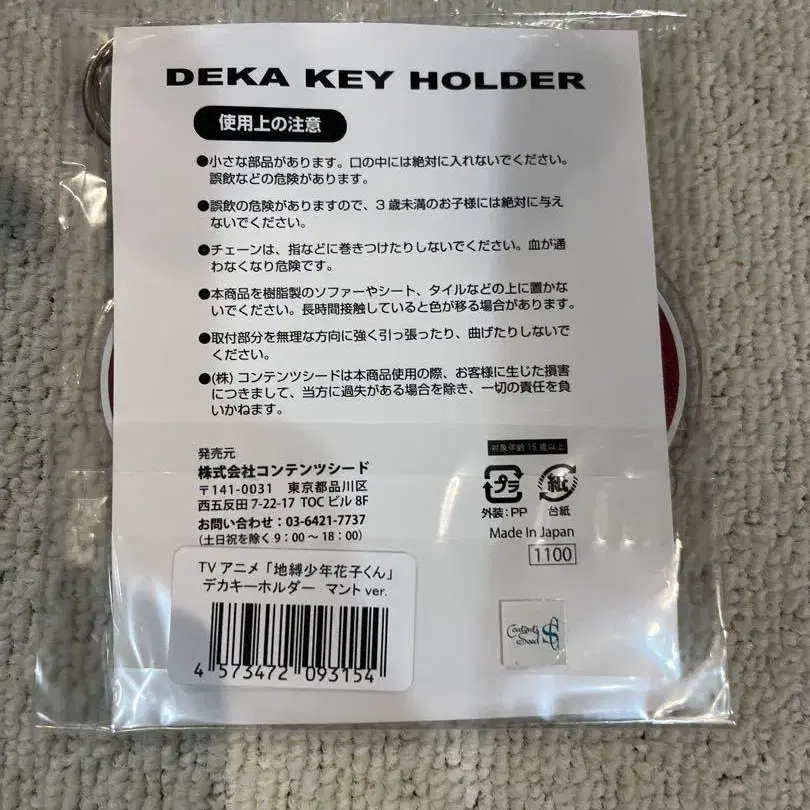 DEKA KEY HOLDER
使用上の注意
●小さな部品があります。口の中には絶対に入れないでください。
誤飲などの危険があります。
●誤飲の危険がありますので、3歳未満のお子様には絶対に与え
ないでください。
●チェーンは、指などに巻きつけたりしないでください。血が通
わなくなり危険です。
●本商品を樹脂製のソファーやシート、タイルなどの上に置かな
いでください。長時間接触していると色が移る場合があります。
●取付部分を無理な方向に強く引っ張ったり、曲げたりしないで
ください。
●(株) コンテンツシードは本商品使用の際、お客様に生じた損害
につきまして、当方に過失がある場合を除き、一切の責任を負
いかねます。
発売元
株式会社コンテンツシード
〒141-0031 東京都品川区
西五反田7-22-17 TOCビル 8F
お問い合わせ：03-6421-7737
(土日祝を除く9：00～18：00)
対象年齢15歳以上
プラ 紙
外装：PP 台紙
Made In Japan
1100
TVアニメ「地縛少年花子くん」
デカキーホルダー マントver.
4 573472 093154
Contents
Seed